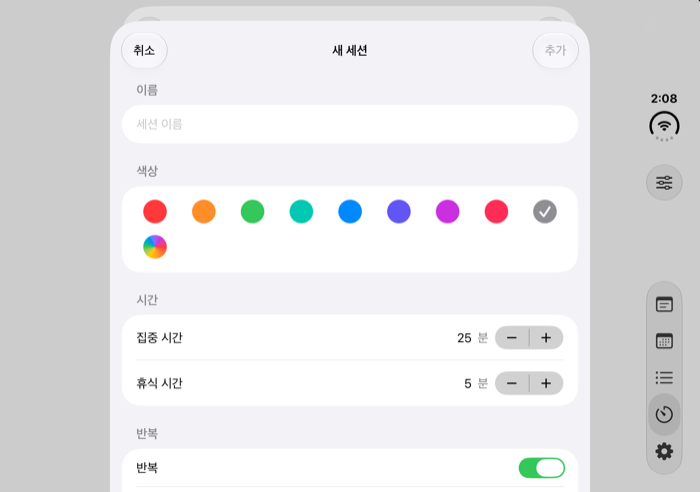 취소
새 세션
추가
이름
세션 이름
색상
시간
집중 시간
25 분
휴식 시간
5 분
반복
반복
2:08